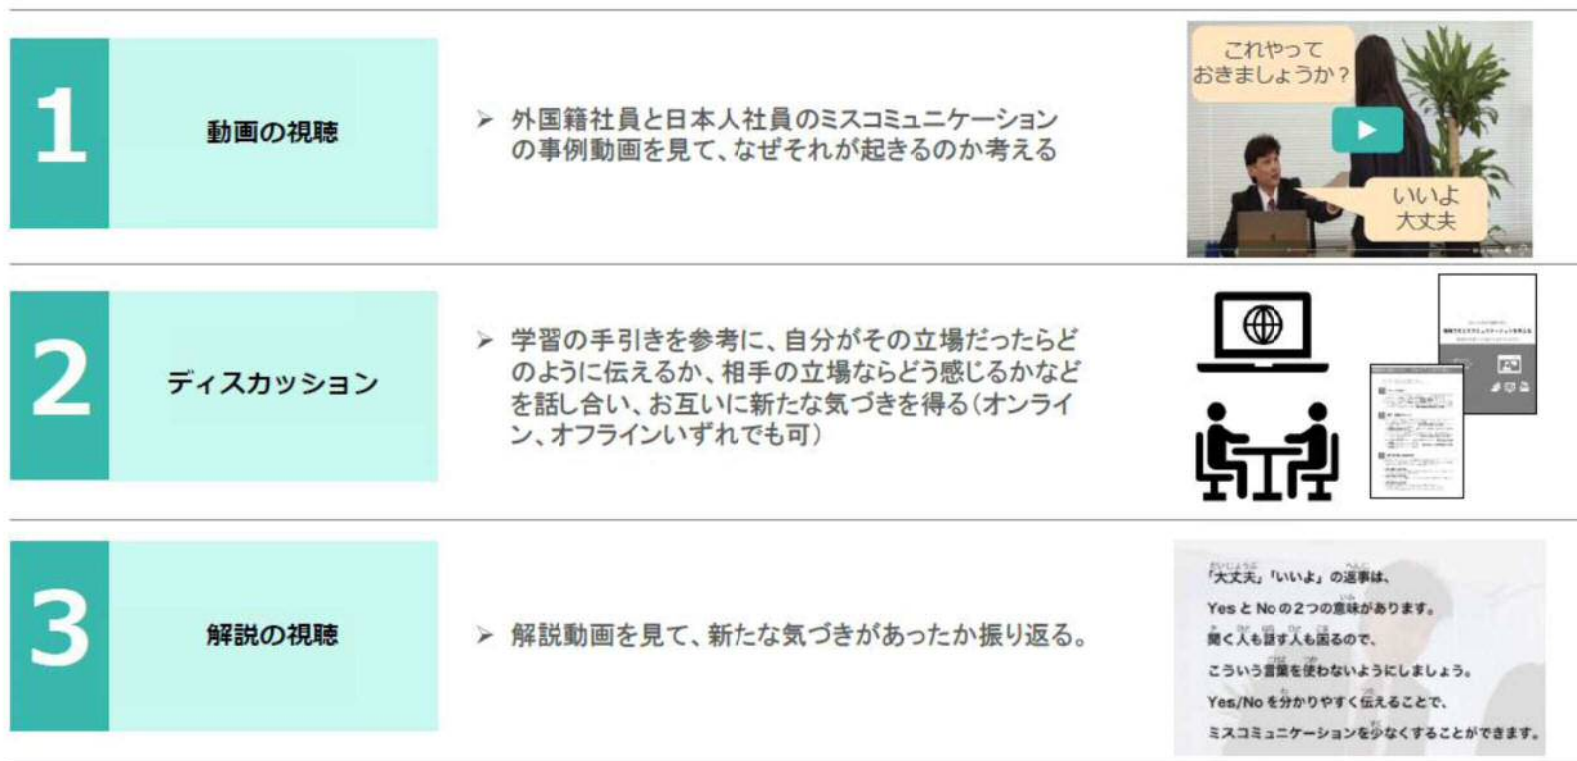 1
動画の視聴
➢ 外国籍社員と日本人社員のミスコミュニケーション
の事例動画を見て、なぜそれが起きるのか考える
これやって
おきましょうか?
いいよ
大丈夫
2
ディスカッション
➢ 学習の手引きを参考に、自分がその立場だったらど
のように伝えるか、相手の立場ならどう感じるかなど
を話し合い、お互いに新たな気づきを得る(オンライ
ン、オフラインいずれでも可)
3
解説の視聴
➢ 解説動画を見て、新たな気づきがあったか振り返る。
「大丈夫」「いいよ」の返事は、
Yes と No の2つの意味があります。
聞く人も話す人も困るので、
こういう言葉を使わないようにしましょう。
Yes/No を分かりやすく伝えることで、
ミスコミュニケーションを少なくすることができます。